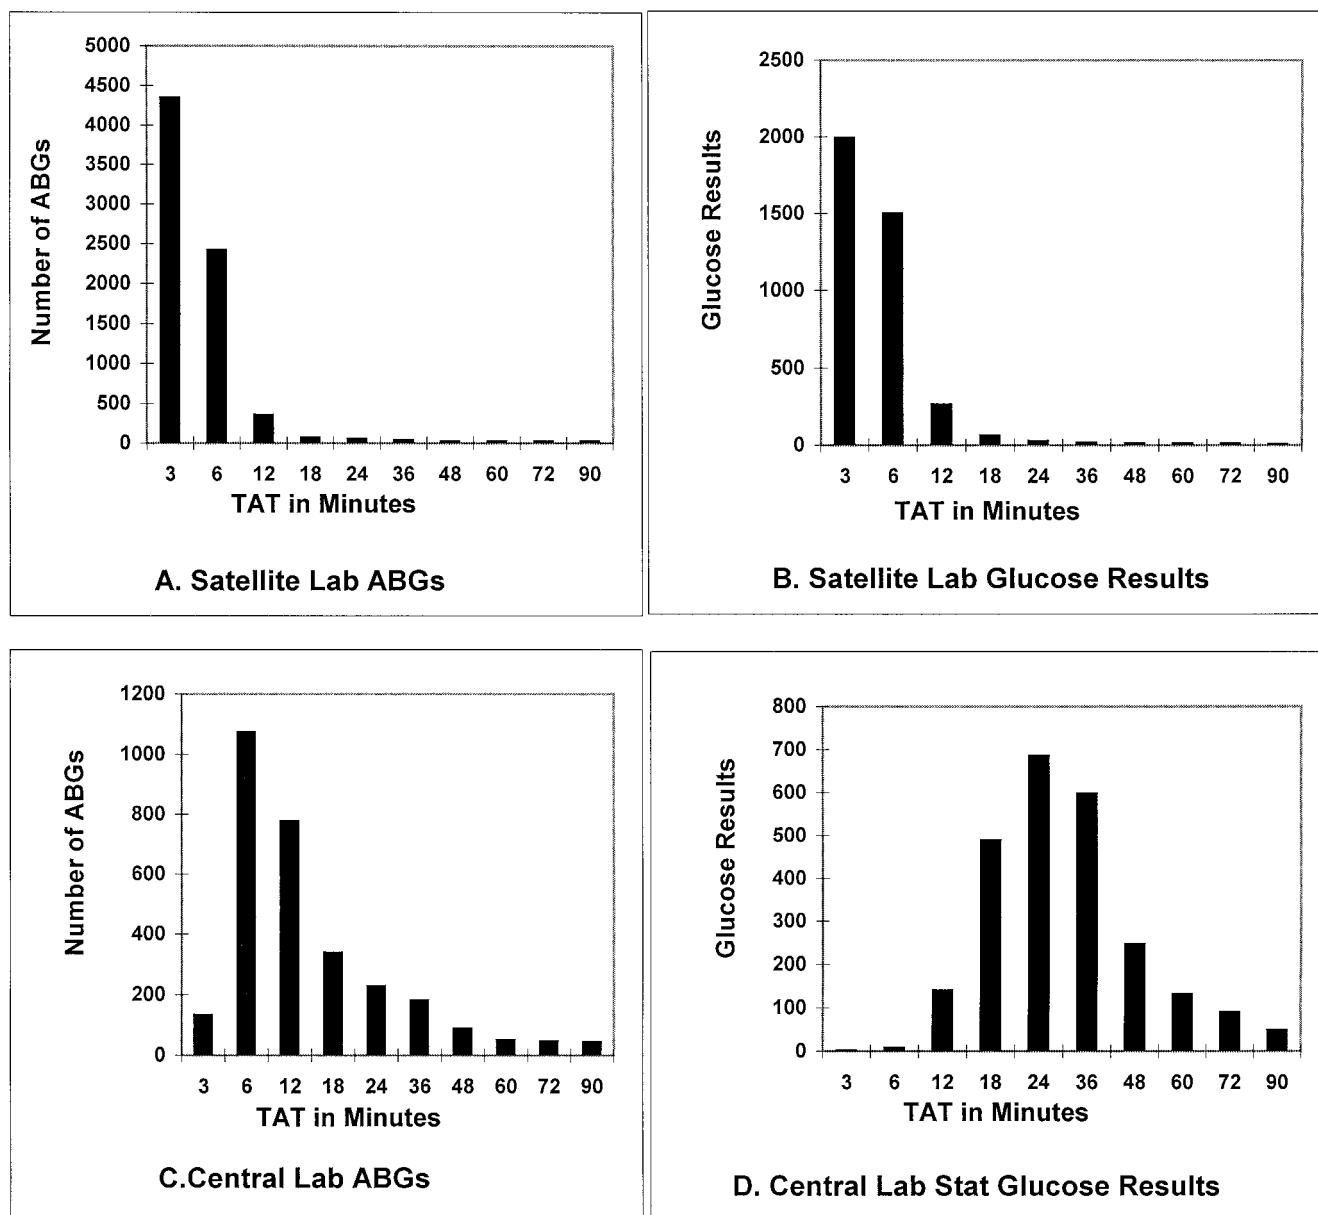 5000
4500
4000
3500
3000
2500
2000
1500
1000
500
0
Number of ABGs
3 6 12 18 24 36 48 60 72 90
TAT in Minutes
A. Satellite Lab ABGs
2500
2000
1500
1000
500
0
Glucose Results
3 6 12 18 24 36 48 60 72 90
TAT in Minutes
B. Satellite Lab Glucose Results
1200
1000
800
600
400
200
0
Number of ABGs
3 6 12 18 24 36 48 60 72 90
TAT in Minutes
C.Central Lab ABGs
800
700
600
500
400
300
200
100
0
Glucose Results
3 6 12 18 24 36 48 60 72 90
TAT in Minutes
D. Central Lab Stat Glucose Results